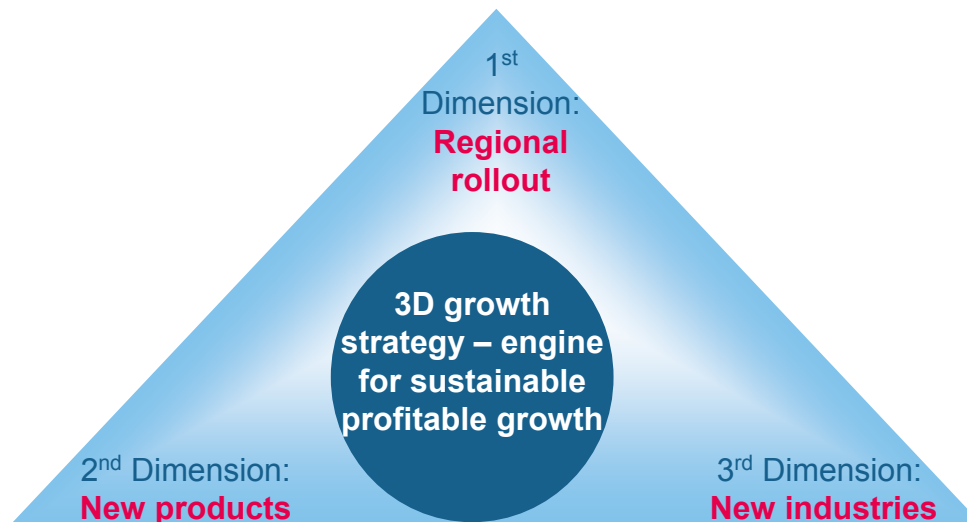 1st
Dimension:
Regional
rollout
3D growth
strategy – engine
for sustainable
profitable growth
2nd Dimension:
New products
3rd Dimension:
New industries